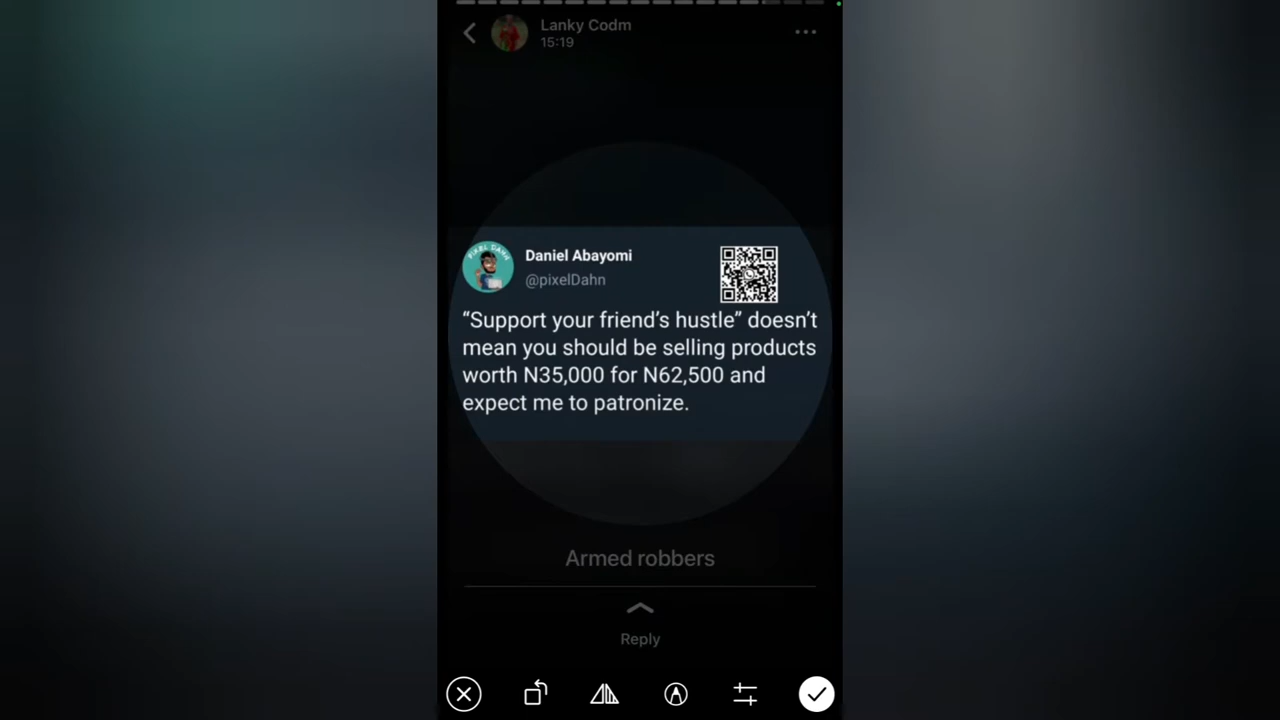 Lanky Codm
15:19
Daniel Abayomi
@pixelDahn
“Support your friend’s hustle” doesn’t
mean you should be selling products
worth N35,000 for N62,500 and
expect me to patronize.
Armed robbers
Reply